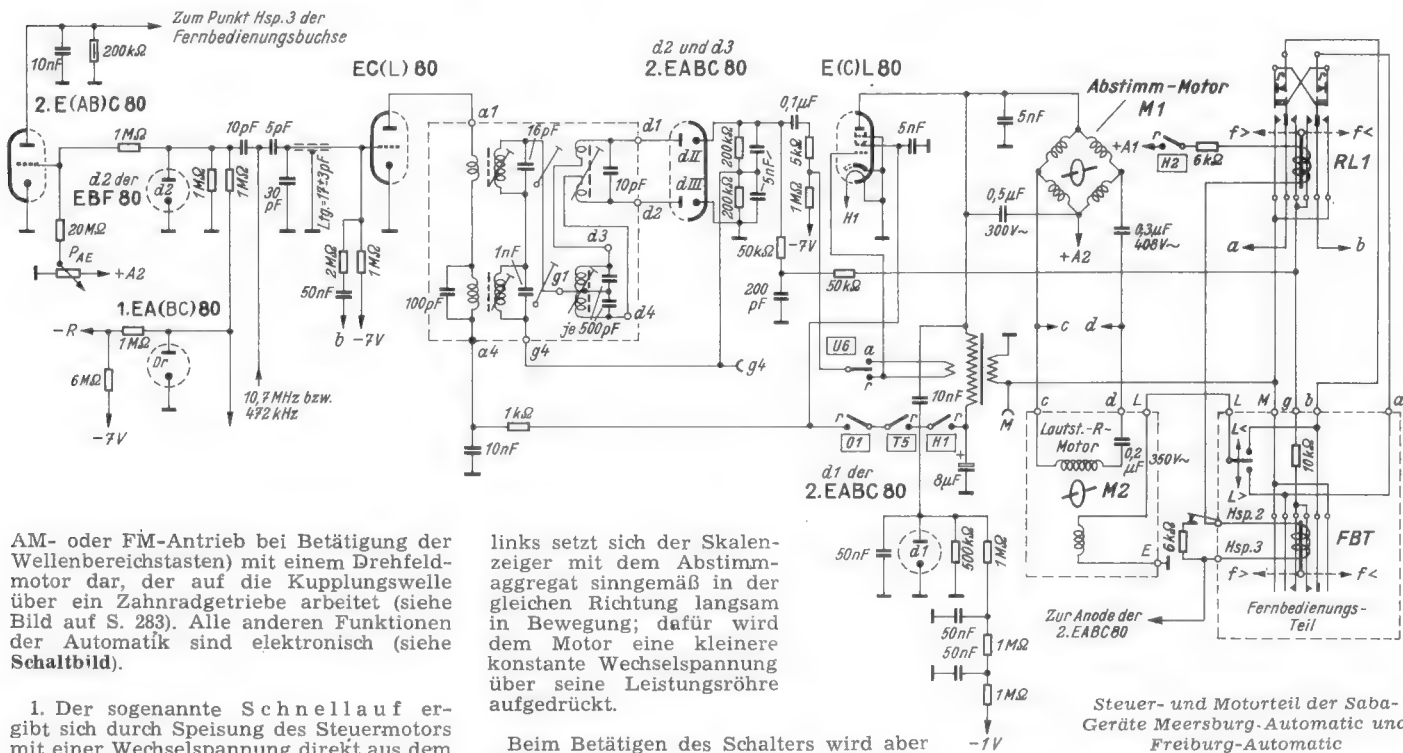 Zum Punkt Hsp.3 der
Fernbedienungsbuchse
10nF
200kΩ
2.E(AB)C 80
1MΩ
10pF
5pF
d2 der
EBF 80
d2
1MΩ
1MΩ
30
pF
Ltg.=17±3pF
20MΩ
PAE
+A2
1.EA(BC)80
-R
1MΩ
6MΩ
Dr
-7V
10,7 MHz bzw.
472 kHz
EC(L) 80
2MΩ
1MΩ
50nF
b
-7V
a1
16pF
d1
10pF
d2
d3
1nF
g1
100pF
je 500pF
d4
a4
g4
1kΩ
10nF
d2 und d3
2.EABC 80
dII
dIII
200kΩ
200kΩ
5nF
0,1µF
5kΩ
1MΩ
-7V
50kΩ
200
pF
50kΩ
g4
E(C)L 80
5nF
H1
U6
a
r
10nF
r
O1
r
T5
r
H1
8µF
M
d1 der
2.EABC 80
50nF
d1
500kΩ
1MΩ
50nF
50nF
1MΩ
1MΩ
-1V
5nF
Abstimm-Motor
M1
+A1
r
H2
6kΩ
0,5µF
300V~
+A2
0,3µF
408V~
c
d
c
d
L
Lautst.-R-
Motor
0,2
µF
350V~
M2
E
f>
f<
RL1
a
b
L
M
g
b
a
L<
L>
10kΩ
Hsp.2
6kΩ
Hsp.3
FBT
f>
f<
Zur Anode der
2.EABC80
Fernbedienungs-
Teil
AM- oder FM-Antrieb bei Betätigung der
Wellenbereichstasten) mit einem Drehfeld-
motor dar, der auf die Kupplungswelle
über ein Zahnradgetriebe arbeitet (siehe
Bild auf S. 283). Alle anderen Funktionen
der Automatik sind elektronisch (siehe
Schaltbild).
1. Der sogenannte Schnellauf er-
gibt sich durch Speisung des Steuermotors
mit einer Wechselspannung direkt aus dem
links setzt sich der Skalen-
zeiger mit dem Abstimm-
aggregat sinngemäß in der
gleichen Richtung langsam
in Bewegung; dafür wird
dem Motor eine kleinere
konstante Wechselspannung
über seine Leistungsröhre
aufgedrückt.
Beim Betätigen des Schalters wird aber
Steuer- und Motorteil der Saba-
Geräte Meersburg-Automatic und
Freiburg-Automatic